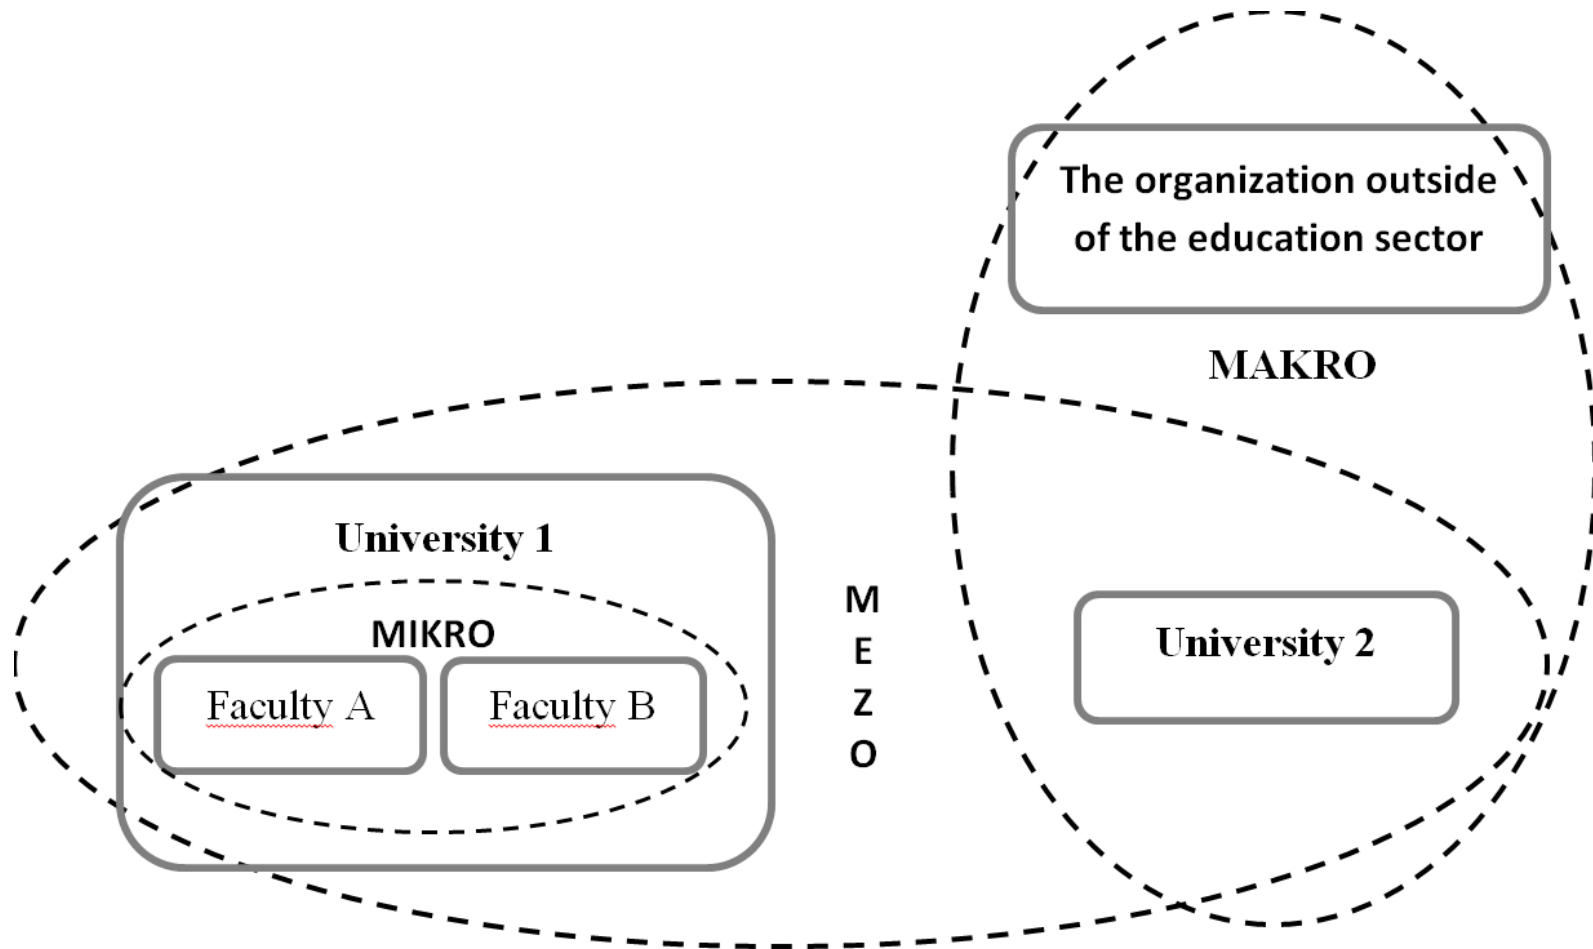 The organization outside
of the education sector
MAKRO
University 1
MIKRO
Faculty A
Faculty B
M
E
Z
O
University 2